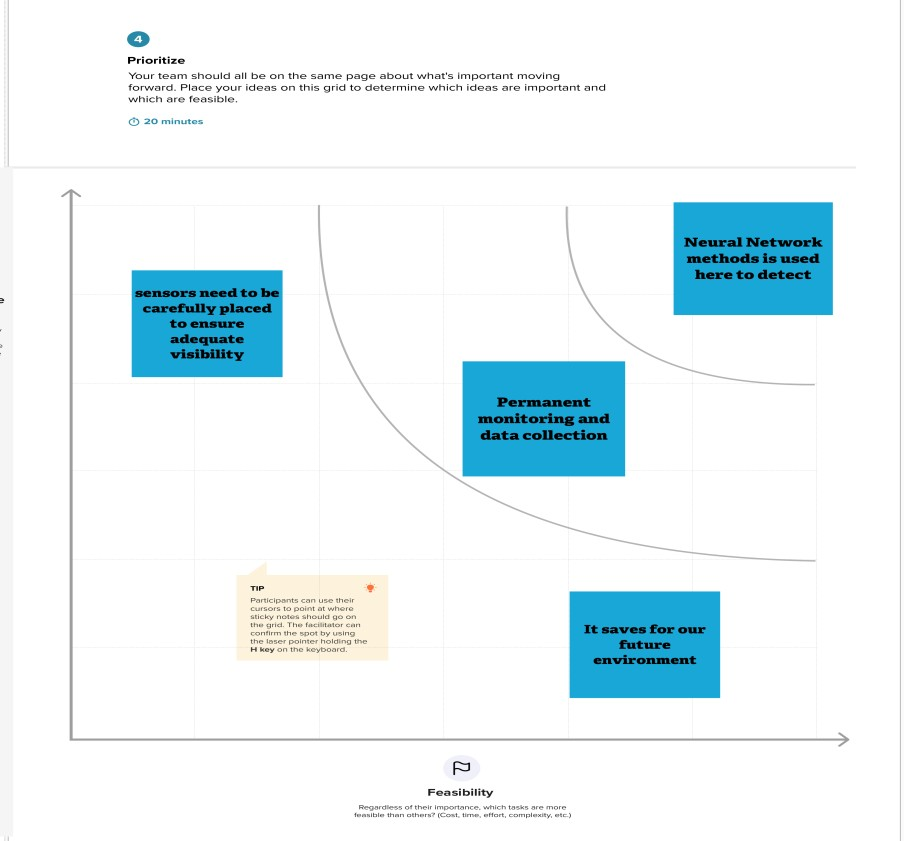 4
Prioritize
Your team should all be on the same page about what's important moving
forward. Place your ideas on this grid to determine which ideas are important and
which are feasible.
20 minutes
Neural Network
methods is used
here to detect
sensors need to be
carefully placed
to ensure
adequate
visibility
Permanent
monitoring and
data collection
TIP
Participants can use their
cursors to point at where
sticky notes should go on
the grid. The facilitator can
confirm the spot by using
the laser pointer holding the
H key on the keyboard.
It saves for our
future
environment
Feasibility
Regardless of their importance, which tasks are more
feasible than others? (Cost, time, effort, complexity, etc.)